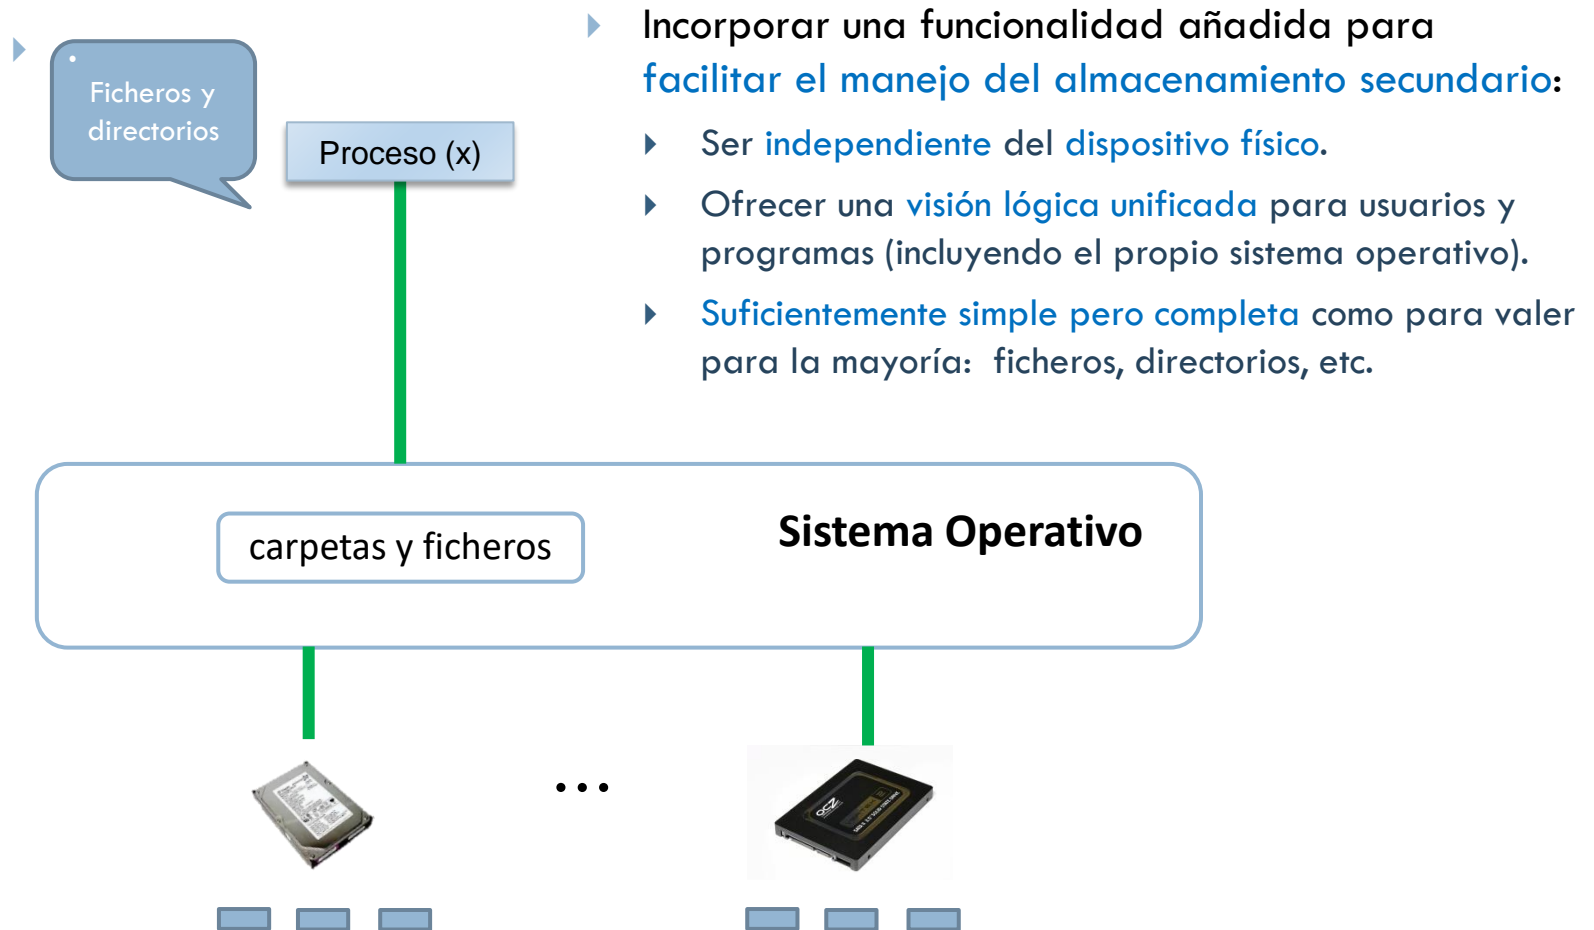 Ficheros y
directorios
Proceso (x)
Incorporar una funcionalidad añadida para
facilitar el manejo del almacenamiento secundario:
Ser independiente del dispositivo físico.
Ofrecer una visión lógica unificada para usuarios y
programas (incluyendo el propio sistema operativo).
Suficientemente simple pero completa como para valer
para la mayoría: ficheros, directorios, etc.
carpetas y ficheros
Sistema Operativo
...
OCZ